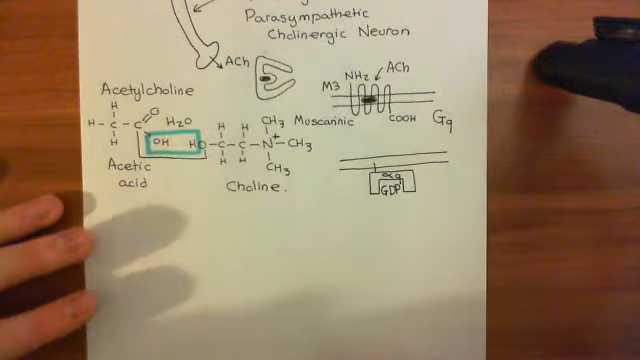 Parasympathetic
Cholinergic Neuron
ACh
Acetylcholine
H
H - C - C
O
H
OH
H2O
Acetic
acid
HO - C - C - N+ - CH3
H H
H H
CH3
CH3
Choline.
M3
NH2
ACh
Muscarinic
COOH
Gq
αq
GDP